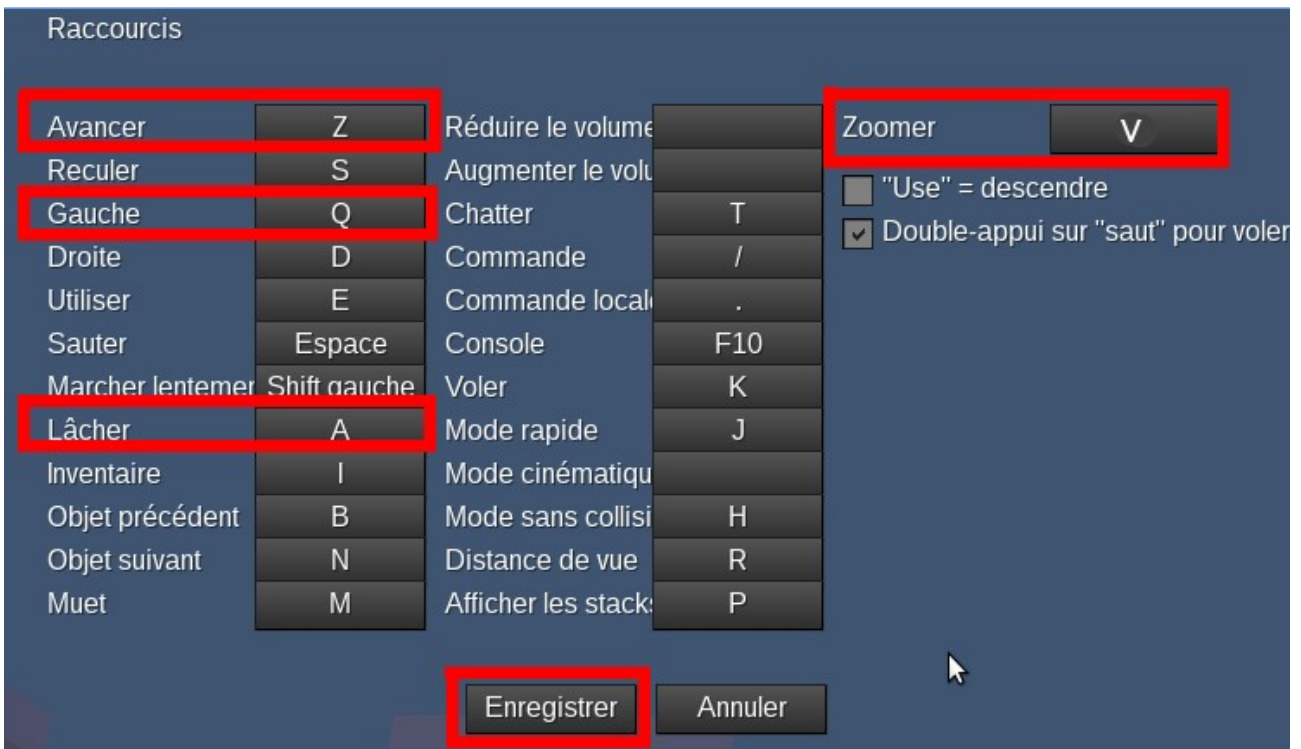 Raccourcis
Avancer Z
Reculer S
Gauche Q
Droite D
Utiliser E
Sauter Espace
Marcher lentemer Shift gauche
Lâcher A
Inventaire I
Objet précédent B
Objet suivant N
Muet M
Réduire le volume
Augmenter le volu
Chatter T
Commande /
Commande locale .
Console F10
Voler K
Mode rapide J
Mode cinématiqu
Mode sans collisi H
Distance de vue R
Afficher les stacks P
Zoomer V
"Use" = descendre
Double-appui sur "saut" pour voler
Enregistrer Annuler